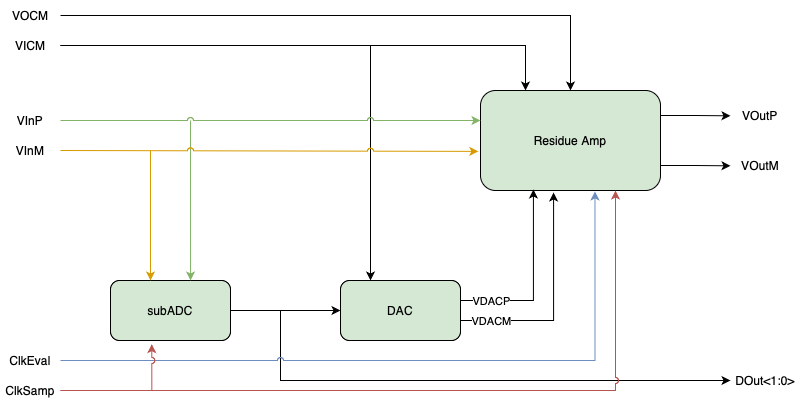 VOCM
VICM
VInP
VInM
Residue Amp
VOutP
VOutM
subADC
DAC
VDACP
VDACM
ClkEval
ClkSamp
DOut<1:0>